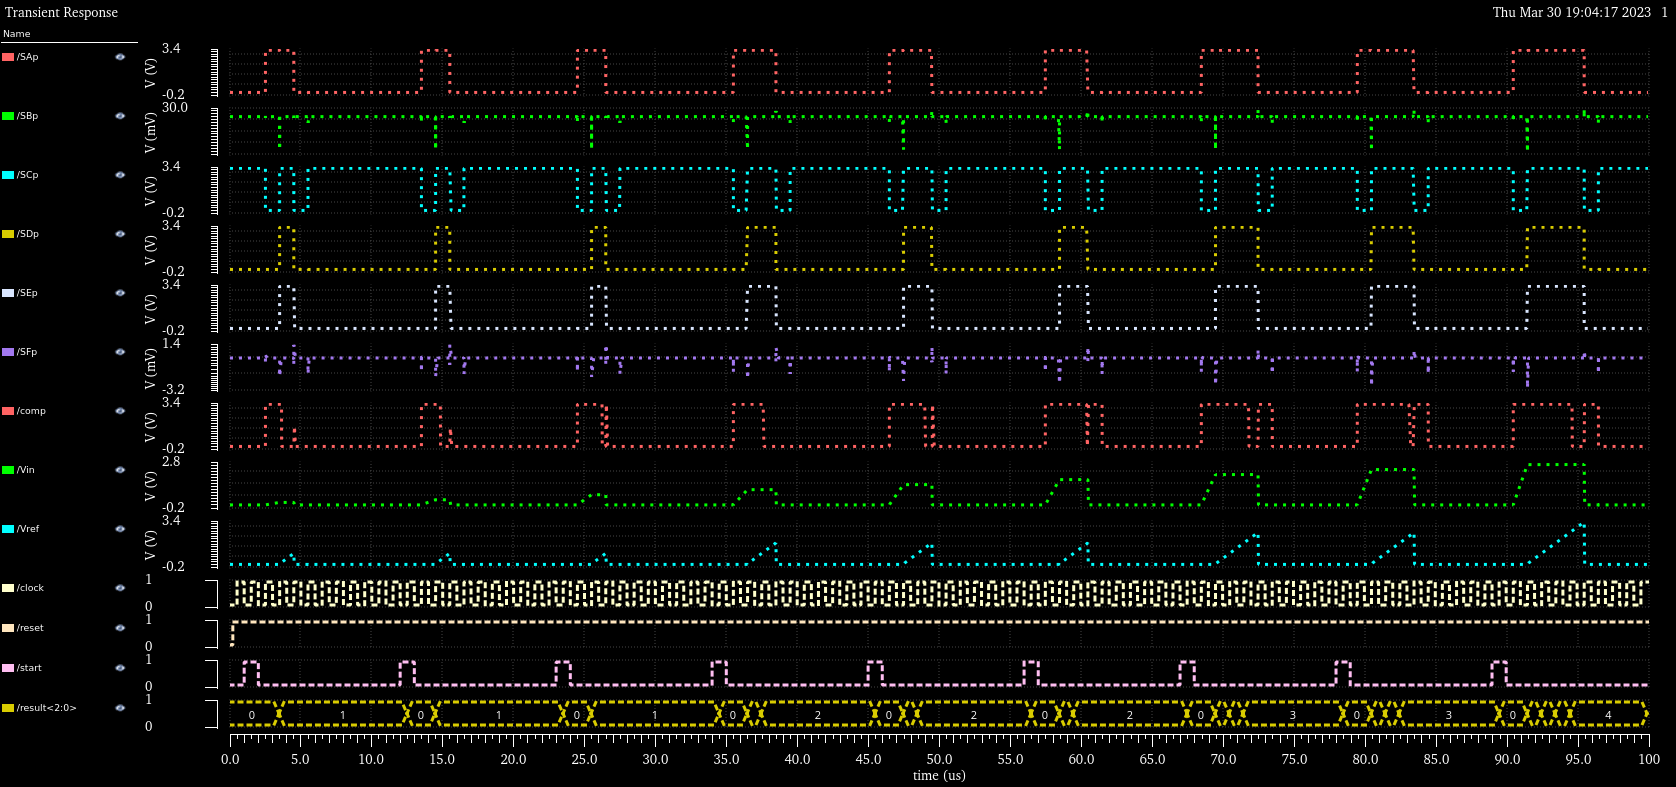 Transient Response
Thu Mar 30 19:04:17 2023 1
Name
/SAp V (V) 3.4 -0.2
/SBp V (mV) 30.0
/SCp V (V) 3.4 -0.2
/SDp V (V) 3.4 -0.2
/SEp V (V) 3.4 -0.2
/SFp V (mV) 1.4 -3.2
/comp V (V) 3.4 -0.2
/Vin V (V) 2.8 -0.2
/Vref V (V) 3.4 -0.2
/clock 1 0
/reset 1 0
/start 1 0
/result<2:0> 1 0
0 1 0 1 0 1 0 2 0 2 0 2 0 3 0 3 0 4
0.0 5.0 10.0 15.0 20.0 25.0 30.0 35.0 40.0 45.0 50.0 55.0 60.0 65.0 70.0 75.0 80.0 85.0 90.0 95.0 100
time (us)